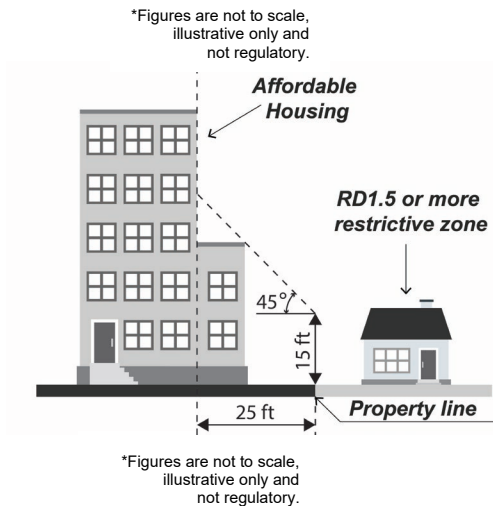 *Figures are not to scale,
illustrative only and
not regulatory.
Affordable
Housing
RD1.5 or more
restrictive zone
45°
15 ft
25 ft
Property line
*Figures are not to scale,
illustrative only and
not regulatory.